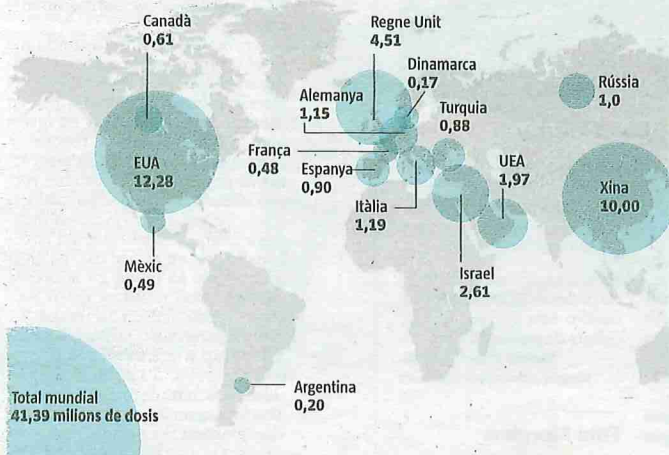 Canadà
0,61
Regne Unit
4,51
Dinamarca
0,17
Alemanya
1,15
Turquia
0,88
Rússia
1,0
EUA
12,28
França
0,48
Espanya
0,90
UEA
1,97
Xina
10,00
Itàlia
1,19
Mèxic
0,49
Israel
2,61
Argentina
0,20
Total mundial
41,39 milions de dosis